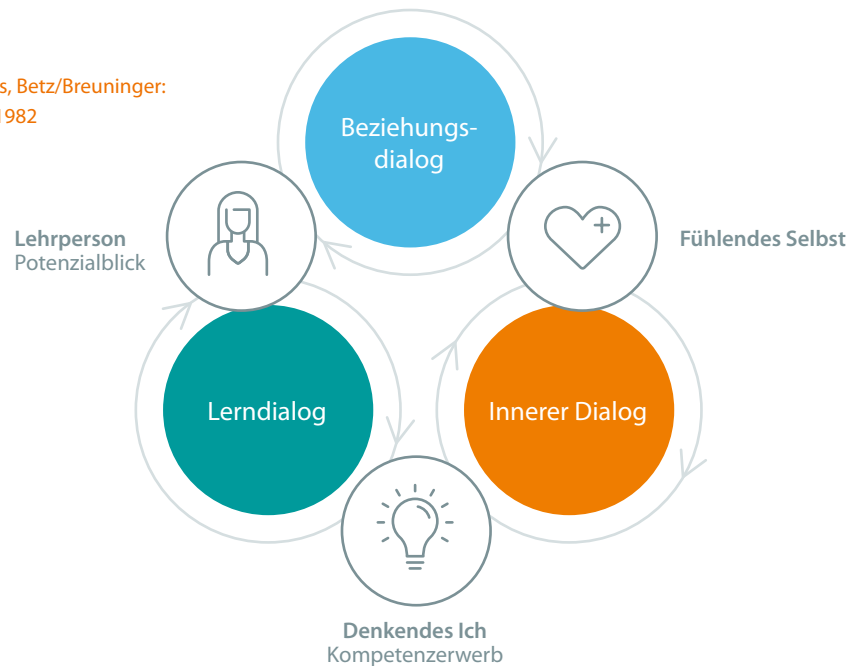 s, Betz/Breuninger:
1982
Beziehungs-
dialog
Lehrperson
Potenzialblick
Fühlendes Selbst
Lerndialog
Innerer Dialog
Denkendes Ich
Kompetenzerwerb